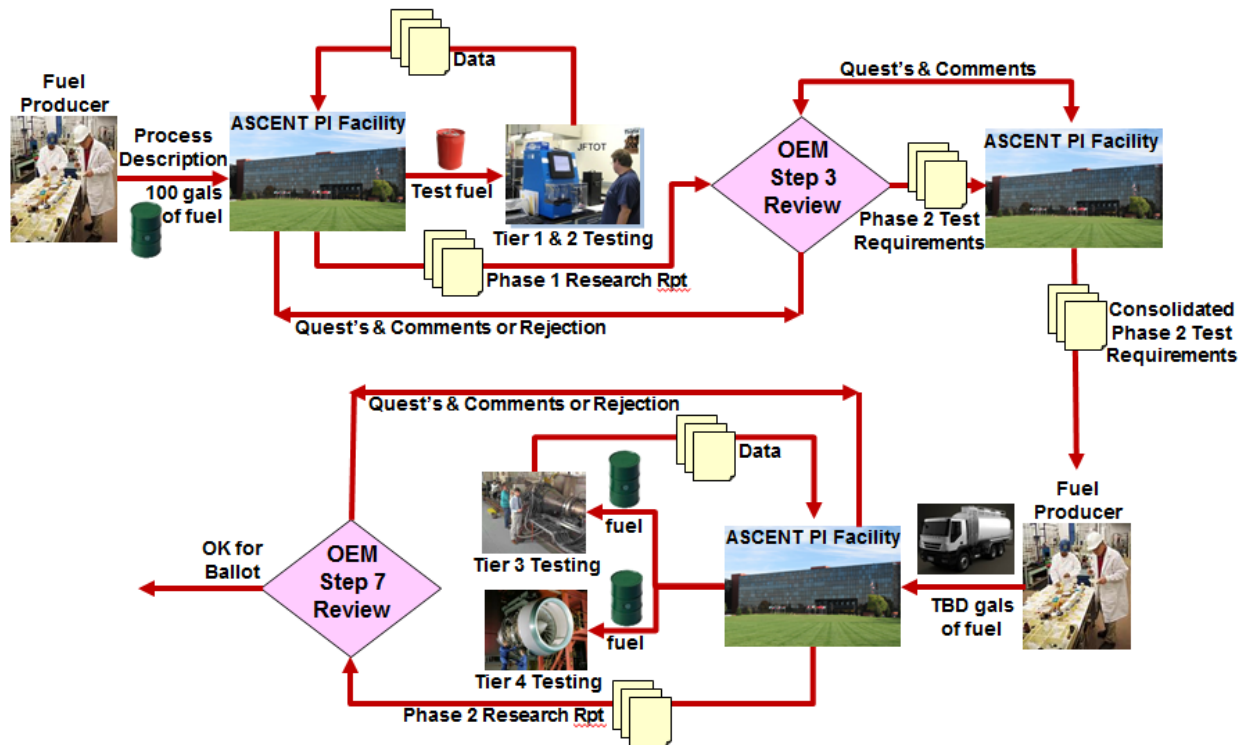 Data
Fuel
Producer
Process
Description
100 gals
of fuel
ASCENT PI Facility
Test fuel
JFTOT
Tier 1 & 2 Testing
Phase 1 Research Rpt
Quest's & Comments or Rejection
Quest's & Comments
OEM
Step 3
Review
Phase 2 Test
Requirements
ASCENT PI Facility
Consolidated
Phase 2 Test
Requirements
Fuel
Producer
TBD gals
of fuel
ASCENT PI Facility
Quest's & Comments or Rejection
Data
fuel
Tier 3 Testing
fuel
Tier 4 Testing
OEM
Step 7
Review
OK for
Ballot
Phase 2 Research Rpt